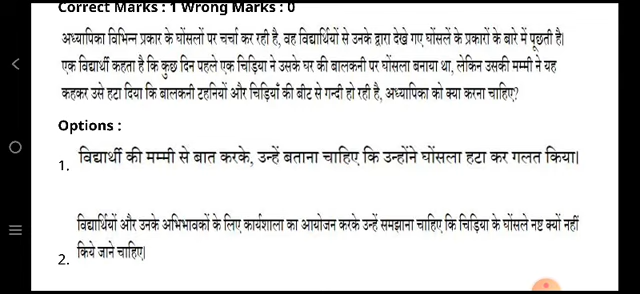 Correct Marks : 1 Wrong Marks : 0
अध्यापिका विभिन्न प्रकार के घोंसलों पर चर्चा कर रही है, वह विद्यार्थियों से उनके द्वारा देखे गए घोंसलें के प्रकारों के बारे में पूछती है।
एक विद्यार्थी कहता है कि कुछ दिन पहले एक चिड़िया ने उसके घर की बालकनी पर घोंसला बनाया था, लेकिन उसकी मम्मी ने यह
कहकर उसे हटा दिया कि बालकनी टहनियों और चिड़ियाँ की बीट से गन्दी हो रही है, अध्यापिका को क्या करना चाहिए?
Options :
विद्यार्थी की मम्मी से बात करके, उन्हें बताना चाहिए कि उन्होंने घोंसला हटा कर गलत किया।
1.
विद्यार्थियों और उनके अभिभावकों के लिए कार्यशाला का आयोजन करके उन्हें समझाना चाहिए कि चिड़िया के घोंसले नष्ट क्यों नहीं
किये जाने चाहिए|
2.